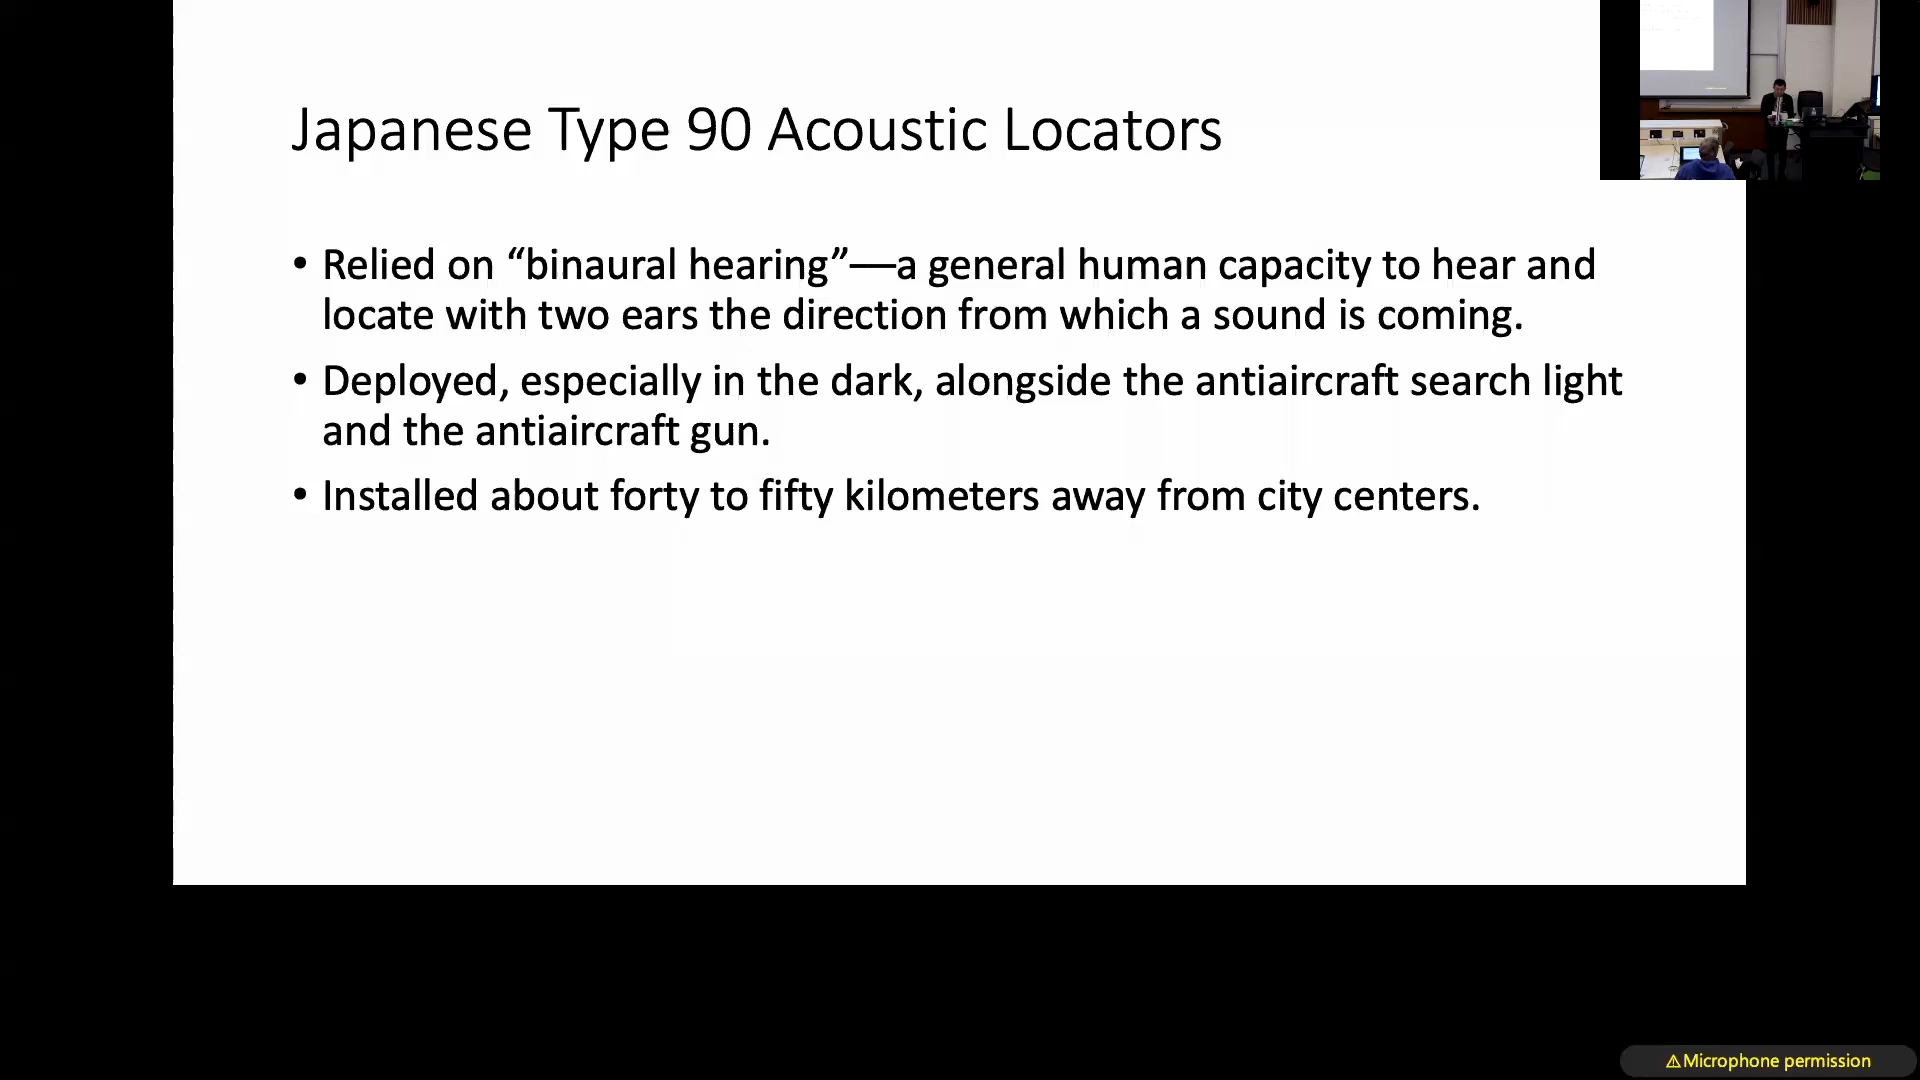 Japanese Type 90 Acoustic Locators
• Relied on “binaural hearing”—a general human capacity to hear and
locate with two ears the direction from which a sound is coming.
• Deployed, especially in the dark, alongside the antiaircraft search light
and the antiaircraft gun.
• Installed about forty to fifty kilometers away from city centers.
⚠Microphone permission